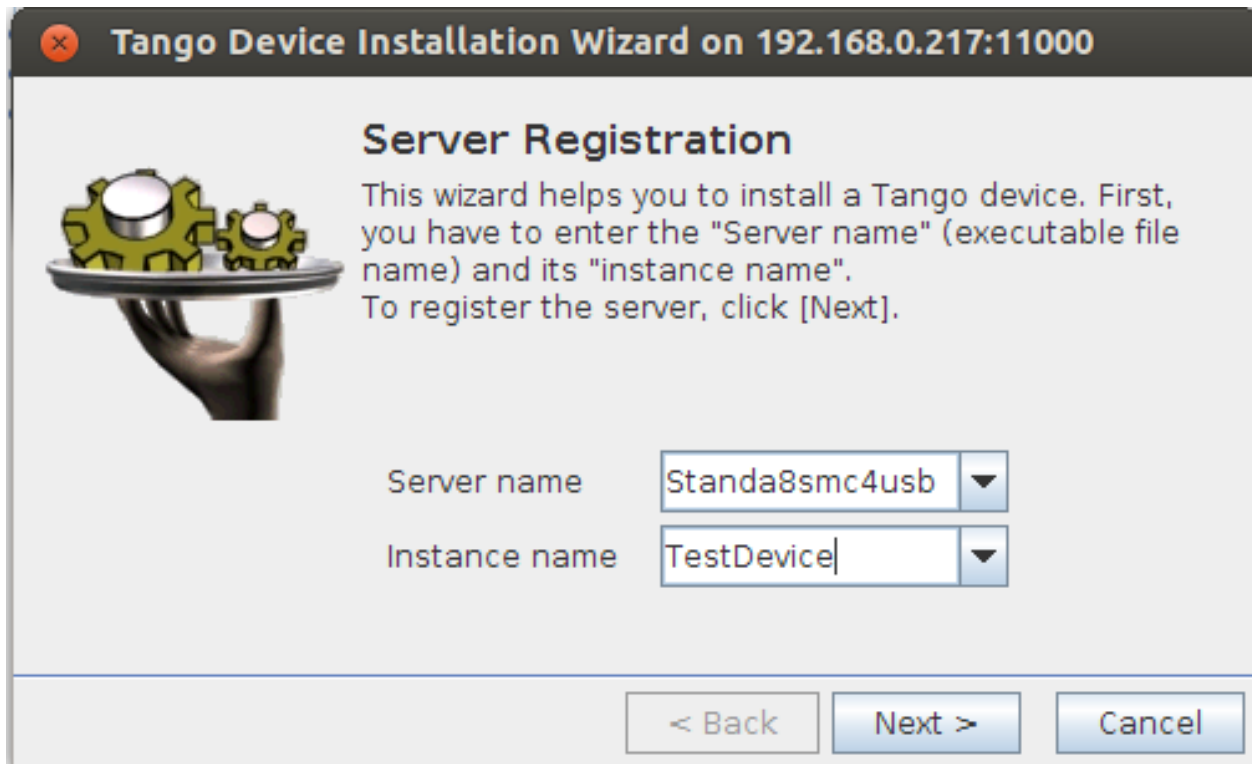 Tango Device Installation Wizard on 192.168.0.217:11000
Server Registration
This wizard helps you to install a Tango device. First,
you have to enter the "Server name" (executable file
name) and its "instance name".
To register the server, click [Next].
Server name Standa8smc4usb
Instance name TestDevice
< Back Next > Cancel